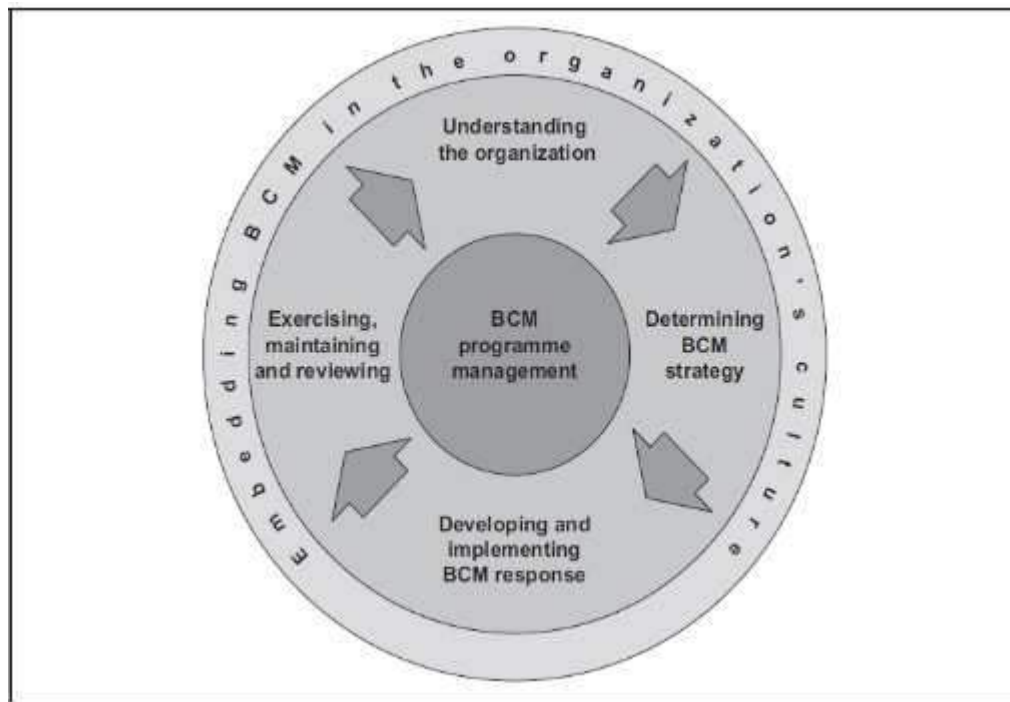 Embedding BCM in the organization's culture
Understanding
the organization
Exercising,
maintaining
and reviewing
BCM
programme
management
Determining
BCM
strategy
Developing and
implementing
BCM response